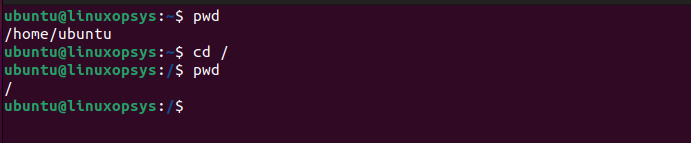 ubuntu@linuxopsys:~$ pwd
/home/ubuntu
ubuntu@linuxopsys:~$ cd /
ubuntu@linuxopsys:/$ pwd
/
ubuntu@linuxopsys:/$